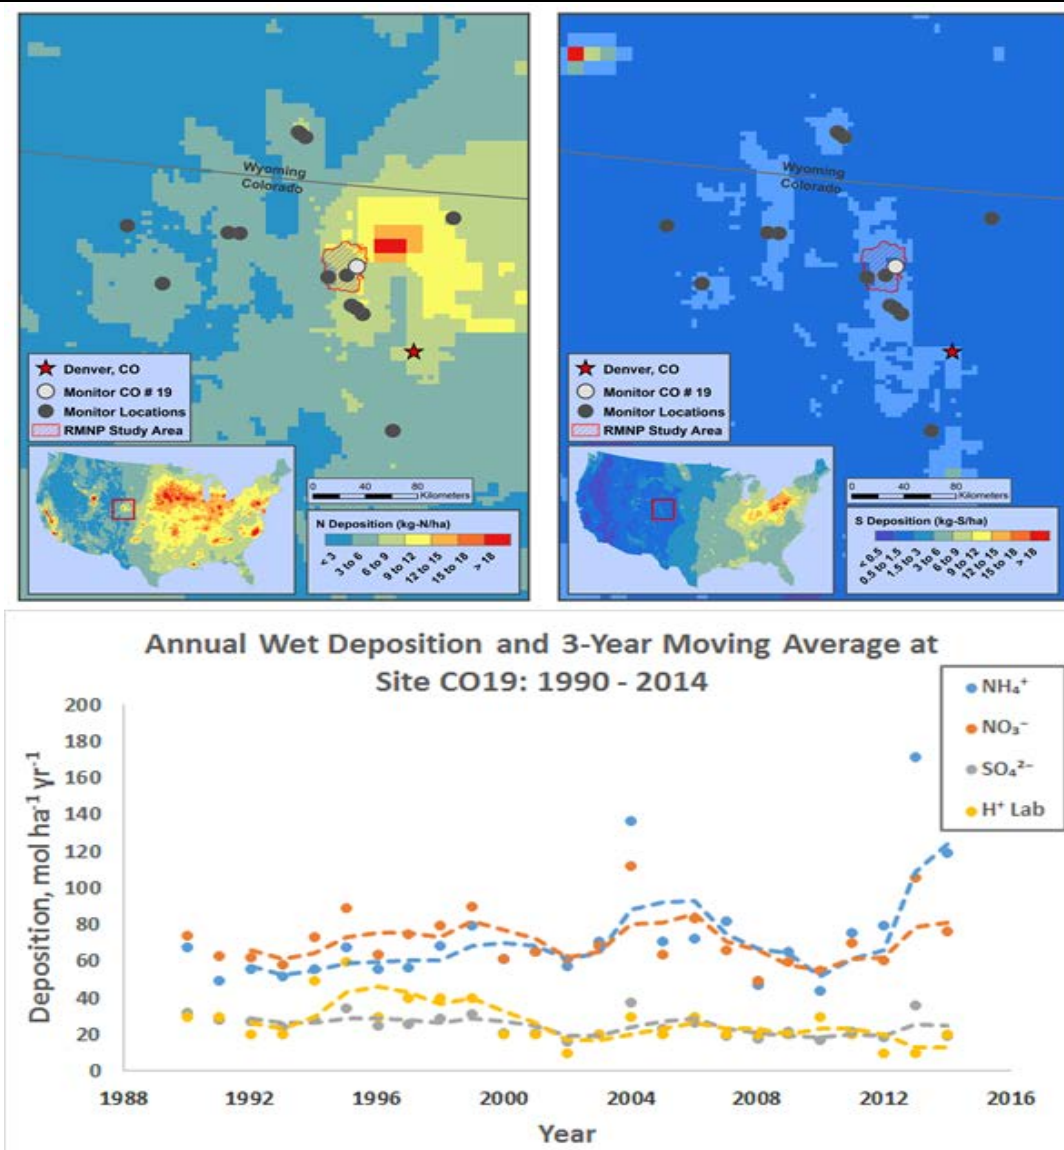 Wyoming
Colorado
Denver, CO
Monitor CO # 19
Monitor Locations
RMNP Study Area
0 40 80
Kilometers
N Deposition (kg-N/ha)
< 3
3 to 6
6 to 9
9 to 12
12 to 15
15 to 18
> 18
Wyoming
Colorado
Denver, CO
Monitor CO # 19
Monitor Locations
RMNP Study Area
0 40 80
Kilometers
S Deposition (kg-S/ha)
< 0.5
0.5 to 1.5
1.5 to 3
3 to 6
6 to 9
9 to 12
12 to 15
15 to 18
> 18
Annual Wet Deposition and 3-Year Moving Average at
Site CO19: 1990 - 2014
NH₄⁺
NO₃⁻
SO₄²⁻
H⁺ Lab
Deposition, mol ha⁻¹ yr⁻¹
200
180
160
140
120
100
80
60
40
20
0
1988 1992 1996 2000 2004 2008 2012 2016
Year